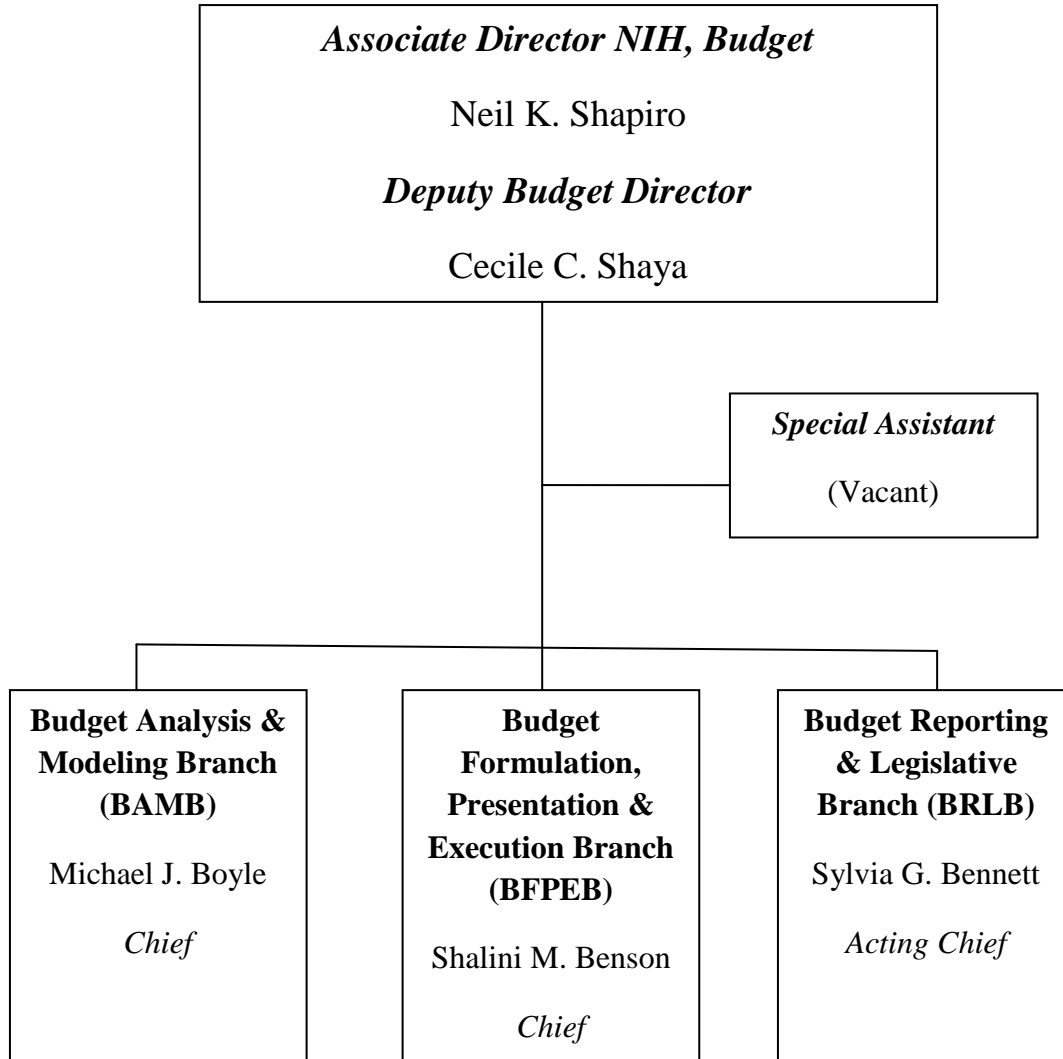 Associate Director NIH, Budget
Neil K. Shapiro
Deputy Budget Director
Cecile C. Shaya
Special Assistant
(Vacant)
Budget Analysis &
Modeling Branch
(BAMB)
Michael J. Boyle
Chief
Budget
Formulation,
Presentation &
Execution Branch
(BFPEB)
Shalini M. Benson
Chief
Budget Reporting
& Legislative
Branch (BRLB)
Sylvia G. Bennett
Acting Chief